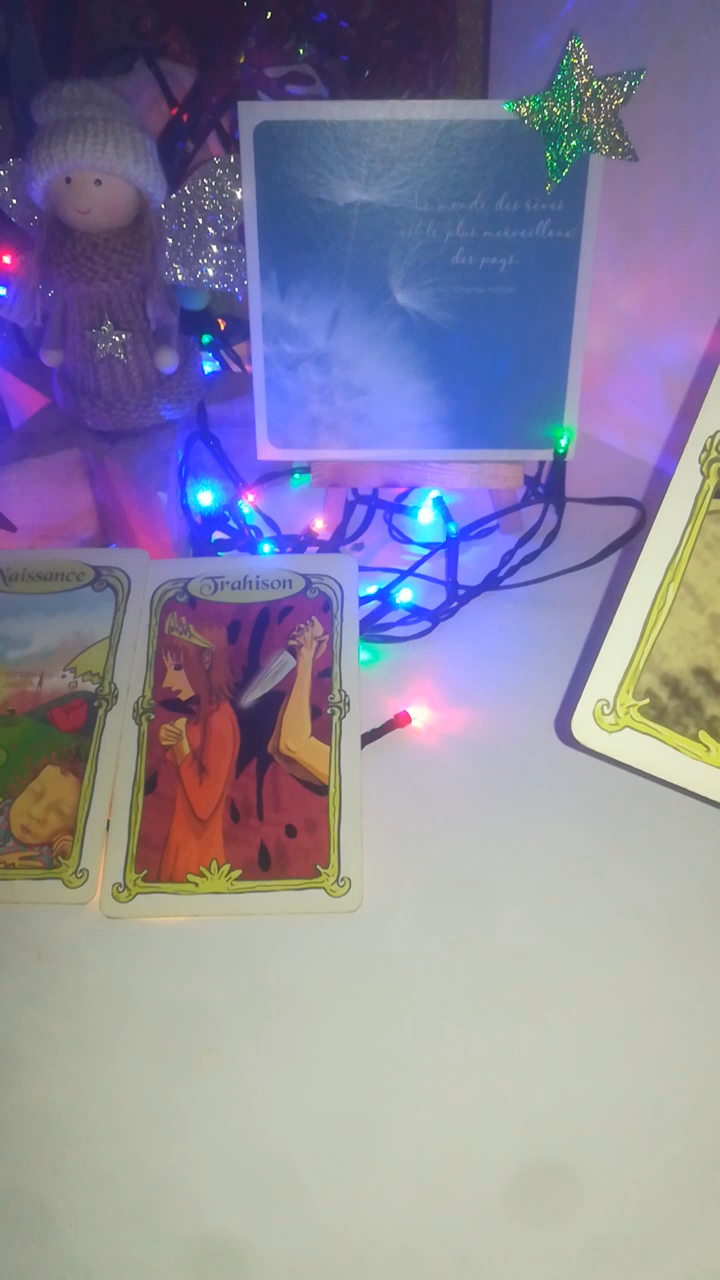 Le monde des rêves
est le plus merveilleux
des pays.
Naissance
Trahison